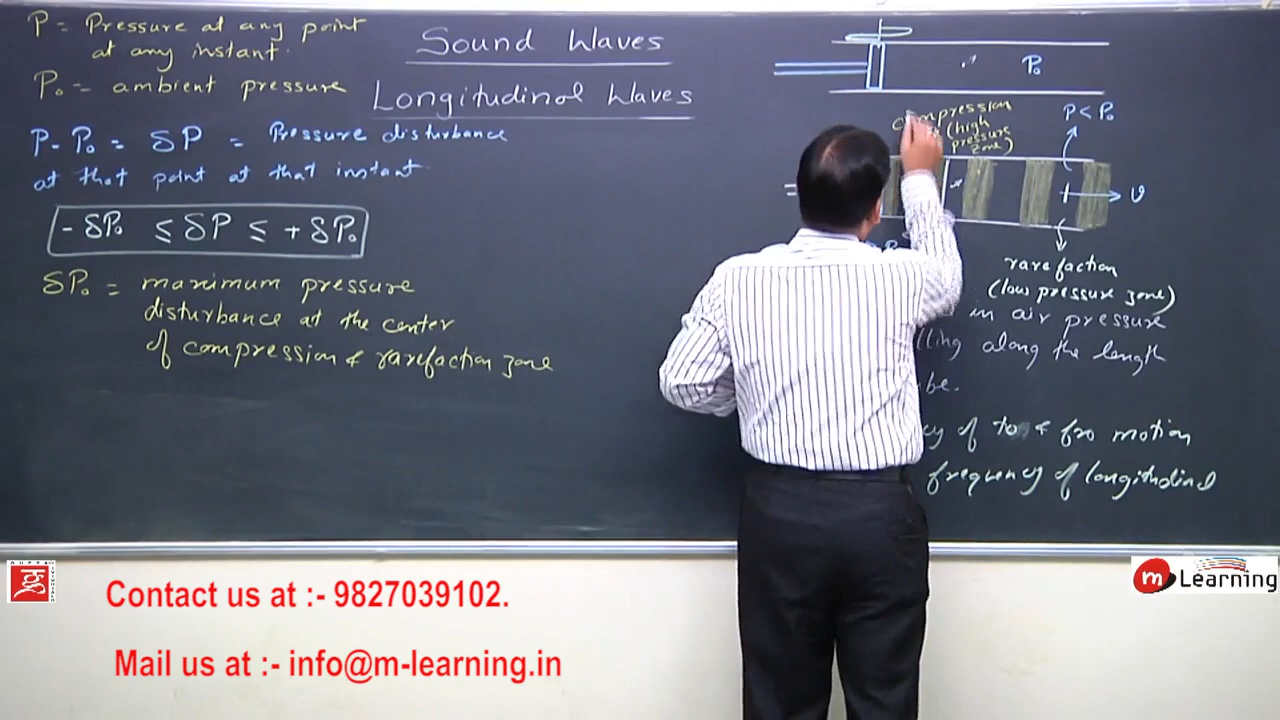 P = Pressure at any point
at any instant.
P₀ = ambient pressure
P - P₀ = δP = Pressure disturbance
at that point at that instant
- δP₀ ≤ δP ≤ + δP₀
δP₀ = maximum pressure
disturbance at the center
of compression & rarefaction zone
Sound Waves
Longitudinal Waves
P₀
compression
(high
pressure
zone)
P < P₀
v
rarefaction
(low pressure zone)
in air pressure
along the length
of to & fro motion
frequency of longitudinal
GUPTA
m Learning
Contact us at :- 9827039102.
Mail us at :- info@m-learning.in